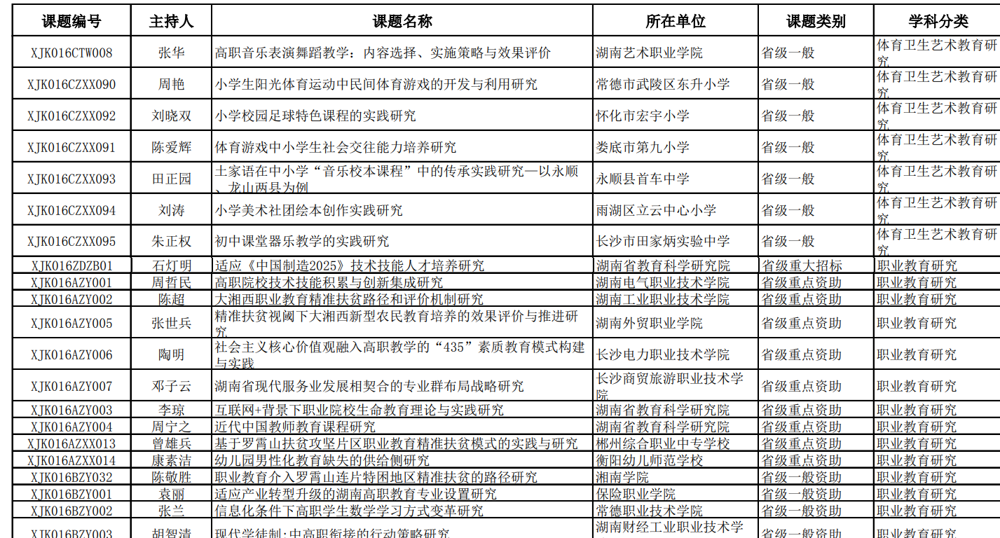 课题编号 主持人 课题名称 所在单位 课题类别 学科分类
XJK016CTW008 张华 高职音乐表演舞蹈教学：内容选择、实施策略与效果评价 湖南艺术职业学院 省级一般 体育卫生艺术教育研
究
XJK016CZXX090 周艳 小学生阳光体育运动中民间体育游戏的开发与利用研究 常德市武陵区东升小学 省级一般 体育卫生艺术教育研
究
XJK016CZXX092 刘晓双 小学校园足球特色课程的实践研究 怀化市宏宇小学 省级一般 体育卫生艺术教育研
究
XJK016CZXX091 陈爱辉 体育游戏中小学生社会交往能力培养研究 娄底市第九小学 省级一般 体育卫生艺术教育研
究
XJK016CZXX093 田正园 土家语在中小学“音乐校本课程”中的传承实践研究—以永顺
、龙山两县为例 永顺县首车中学 省级一般 体育卫生艺术教育研
究
XJK016CZXX094 刘涛 小学美术社团绘本创作实践研究 雨湖区立云中心小学 省级一般 体育卫生艺术教育研
究
XJK016CZXX095 朱正权 初中课堂器乐教学的实践研究 长沙市田家炳实验中学 省级一般 体育卫生艺术教育研
究
XJK016ZDZB01 石灯明 适应《中国制造2025》技术技能人才培养研究 湖南省教育科学研究院 省级重大招标 职业教育研究
XJK016AZY001 周哲民 高职院校技术技能积累与创新集成研究 湖南电气职业技术学院 省级重点资助 职业教育研究
XJK016AZY002 陈超 大湘西职业教育精准扶贫路径和评价机制研究 湖南工业职业技术学院 省级重点资助 职业教育研究
XJK016AZY005 张世兵 精准扶贫视阈下大湘西新型农民教育培养的效果评价与推进研
究 湖南外贸职业学院 省级重点资助 职业教育研究
XJK016AZY006 陶明 社会主义核心价值观融入高职教学的“435”素质教育模式构建
与实践 长沙电力职业技术学院 省级重点资助 职业教育研究
XJK016AZY007 邓子云 湖南省现代服务业发展相契合的专业群布局战略研究 长沙商贸旅游职业技术学
院 省级重点资助 职业教育研究
XJK016AZY003 李琼 互联网+背景下职业院校生命教育理论与实践研究 湖南省教育科学研究院 省级重点资助 职业教育研究
XJK016AZY004 周宁之 近代中国教师教育课程研究 湖南省教育科学研究院 省级重点资助 职业教育研究
XJK016AZXX013 曾雄兵 基于罗霄山扶贫攻坚片区职业教育精准扶贫模式的实践与研究 郴州综合职业中专学校 省级重点资助 职业教育研究
XJK016AZXX014 康素洁 幼儿园男性化教育缺失的供给侧研究 衡阳幼儿师范学校 省级重点资助 职业教育研究
XJK016BZY032 陈敬胜 职业教育介入罗霄山连片特困地区精准扶贫的路径研究 湘南学院 省级一般资助 职业教育研究
XJK016BZY001 袁丽 适应产业转型升级的湖南高职教育专业设置研究 保险职业学院 省级一般资助 职业教育研究
XJK016BZY002 张兰 信息化条件下高职学生数学学习方式变革研究 常德职业技术学院 省级一般资助 职业教育研究
XJK016BZY003 胡智清 现代学徒制:中高职衔接的行动策略研究 湖南财经工业职业技术学 省级一般资助 职业教育研究